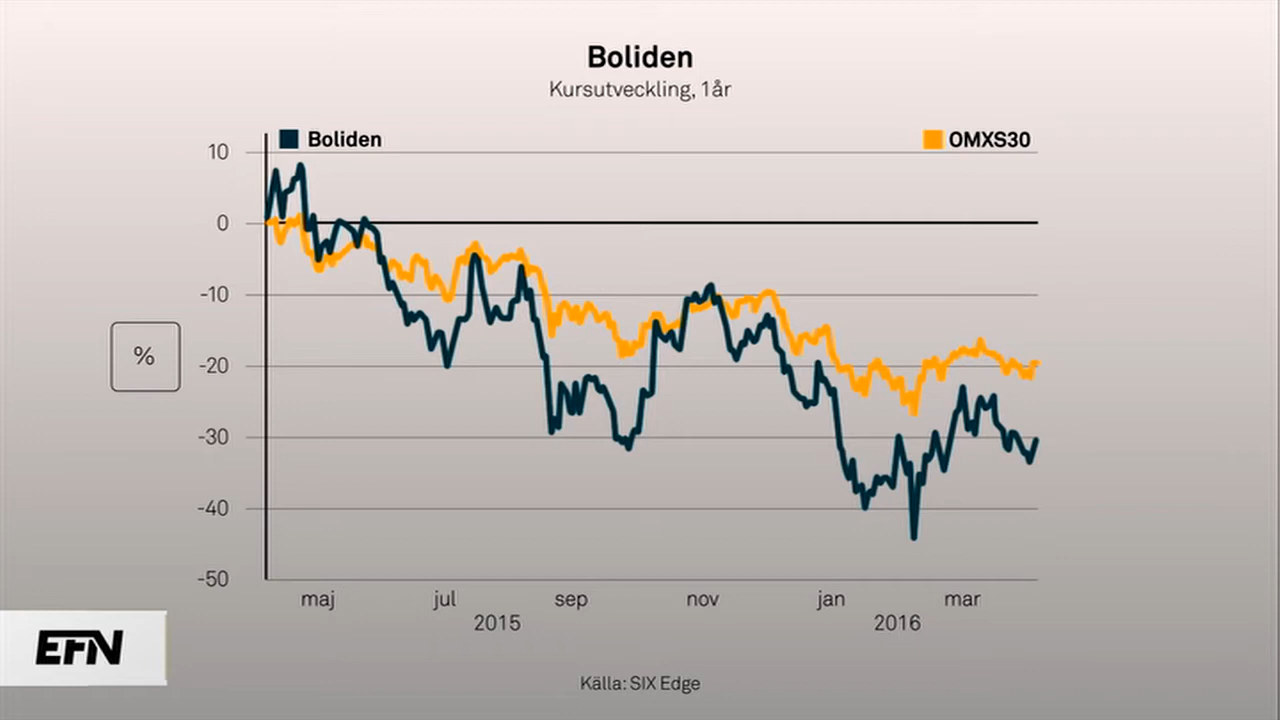 Boliden
Kursutveckling, 1år
Boliden
OMXS30
10
0
-10
-20
-30
-40
-50
%
maj jul sep nov jan mar
2015 2016
EFN
Källa: SIX Edge